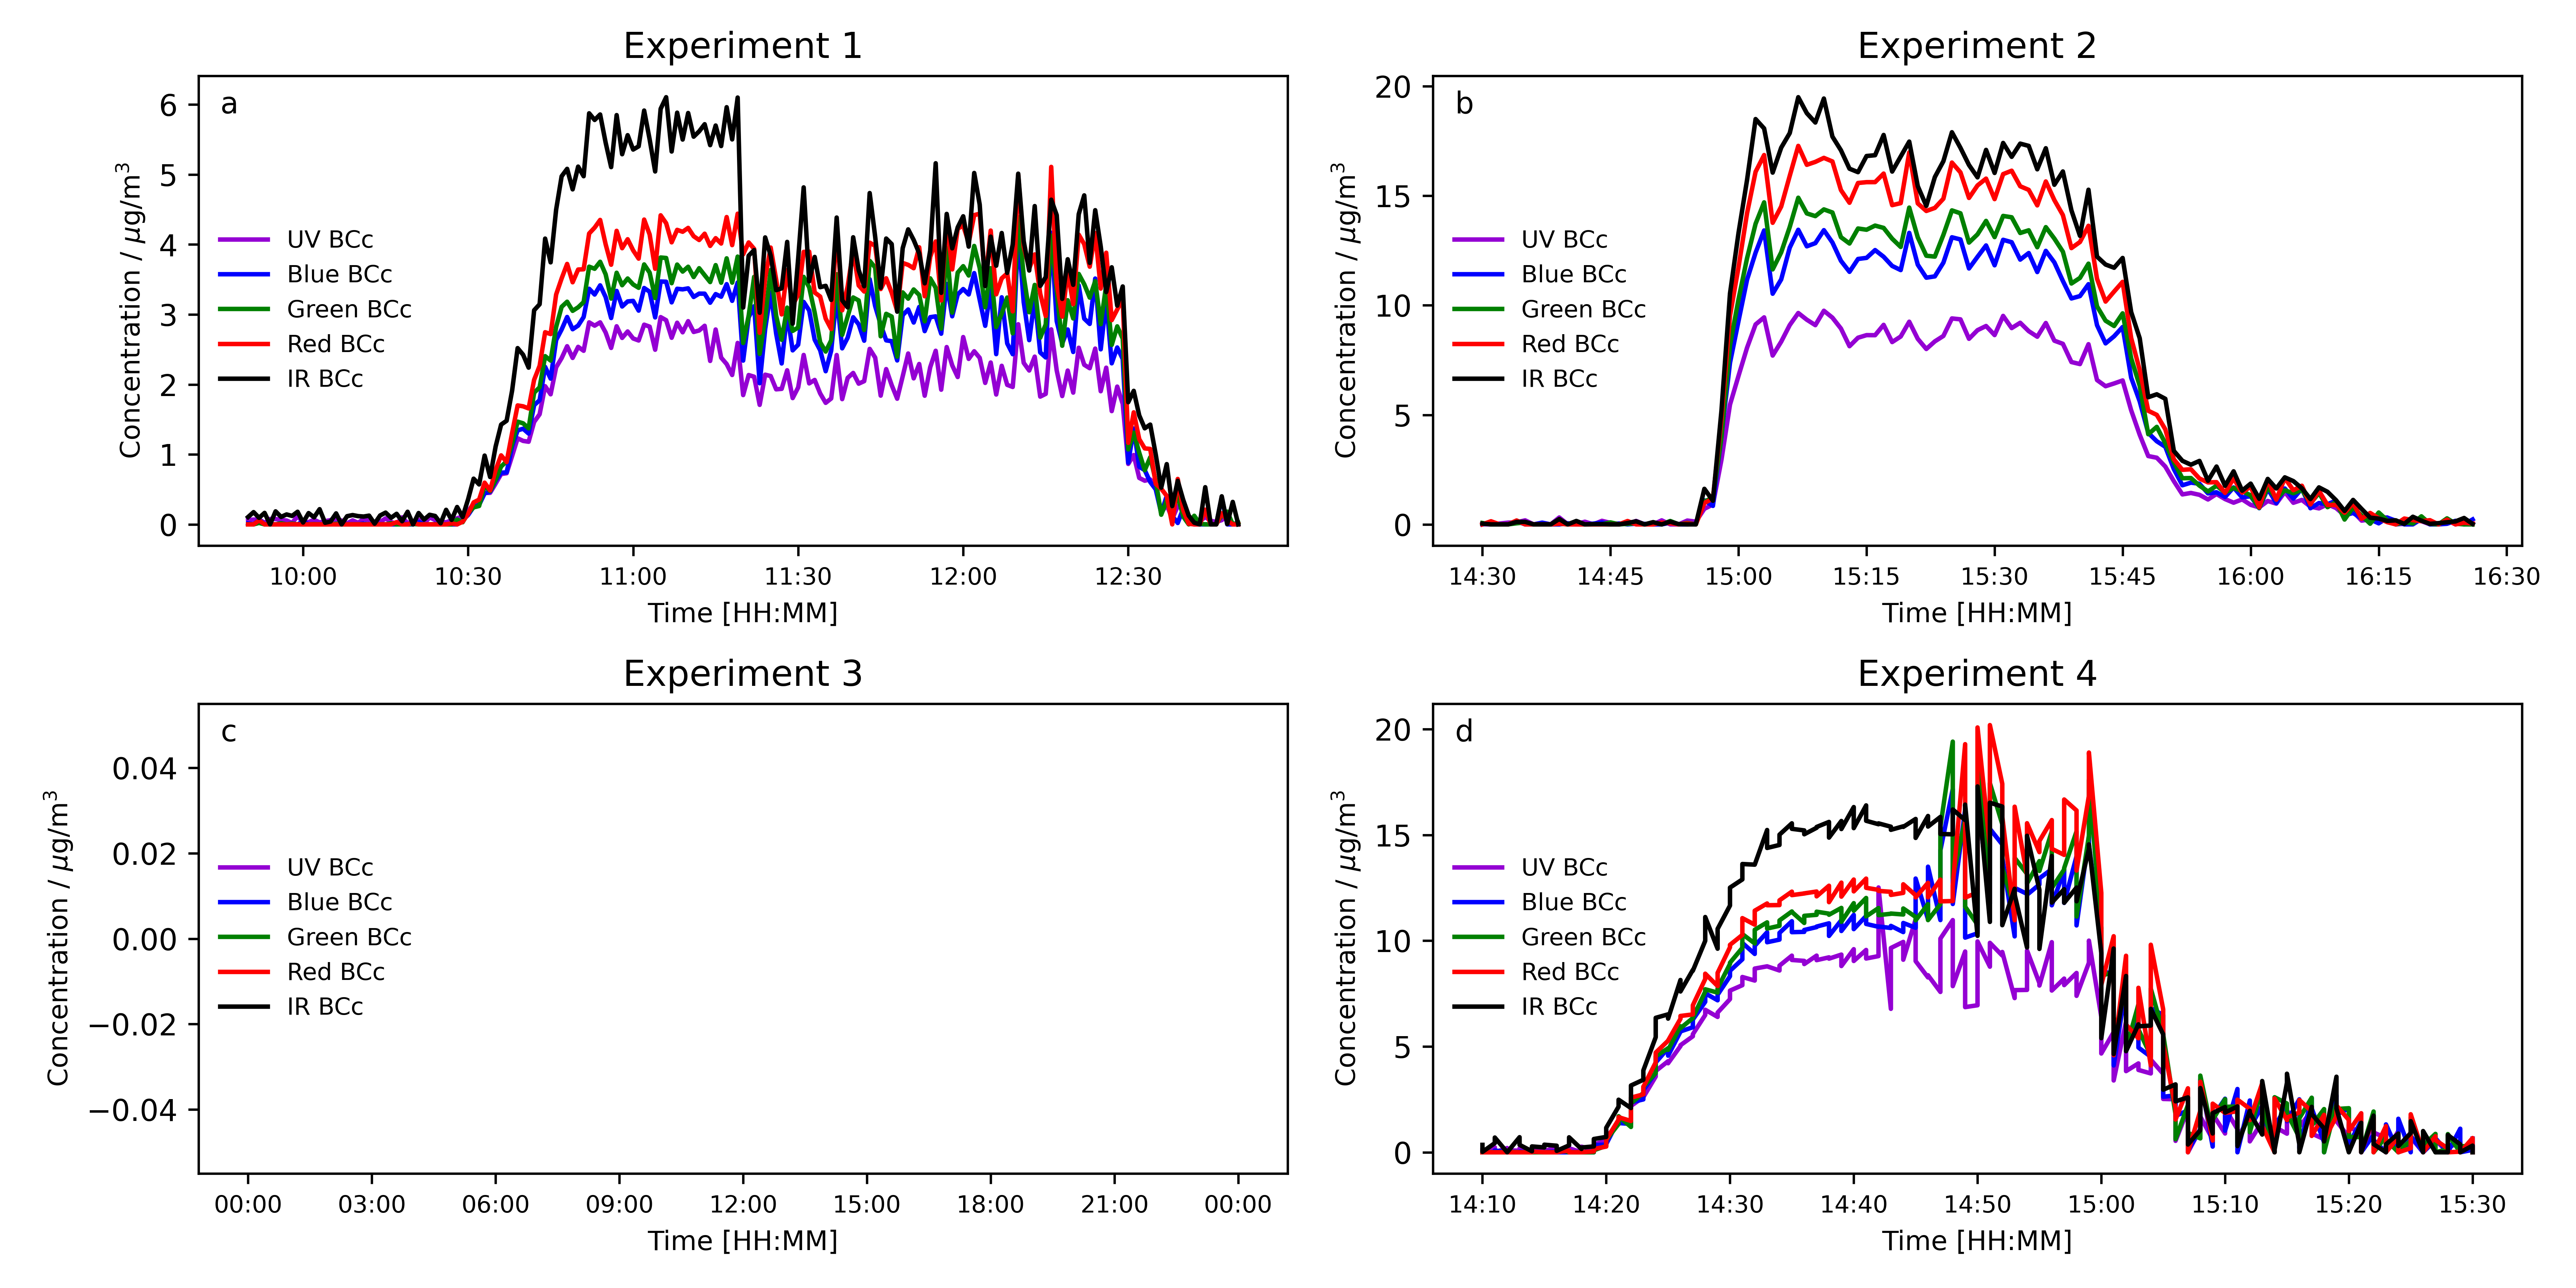 Experiment 1
a
6
5
4
3
2
1
0
Concentration / μg/m³
UV BCc
Blue BCc
Green BCc
Red BCc
IR BCc
10:00 10:30 11:00 11:30 12:00 12:30
Time [HH:MM]
Experiment 2
b
20
15
10
5
0
Concentration / μg/m³
UV BCc
Blue BCc
Green BCc
Red BCc
IR BCc
14:30 14:45 15:00 15:15 15:30 15:45 16:00 16:15 16:30
Time [HH:MM]
Experiment 3
c
0.04
0.02
0.00
−0.02
−0.04
Concentration / μg/m³
UV BCc
Blue BCc
Green BCc
Red BCc
IR BCc
00:00 03:00 06:00 09:00 12:00 15:00 18:00 21:00 00:00
Time [HH:MM]
Experiment 4
d
20
15
10
5
0
Concentration / μg/m³
UV BCc
Blue BCc
Green BCc
Red BCc
IR BCc
14:10 14:20 14:30 14:40 14:50 15:00 15:10 15:20 15:30
Time [HH:MM]